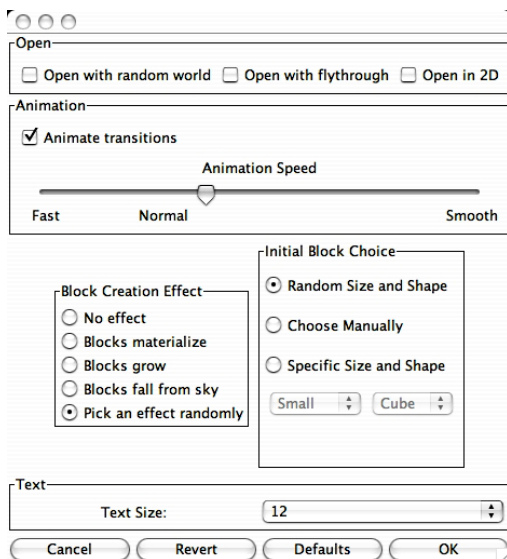 Open
Open with random world Open with flythrough Open in 2D
Animation
Animate transitions
Animation Speed
Fast Normal Smooth
Block Creation Effect
No effect
Blocks materialize
Blocks grow
Blocks fall from sky
Pick an effect randomly
Initial Block Choice
Random Size and Shape
Choose Manually
Specific Size and Shape
Small Cube
Text
Text Size: 12
Cancel Revert Defaults OK